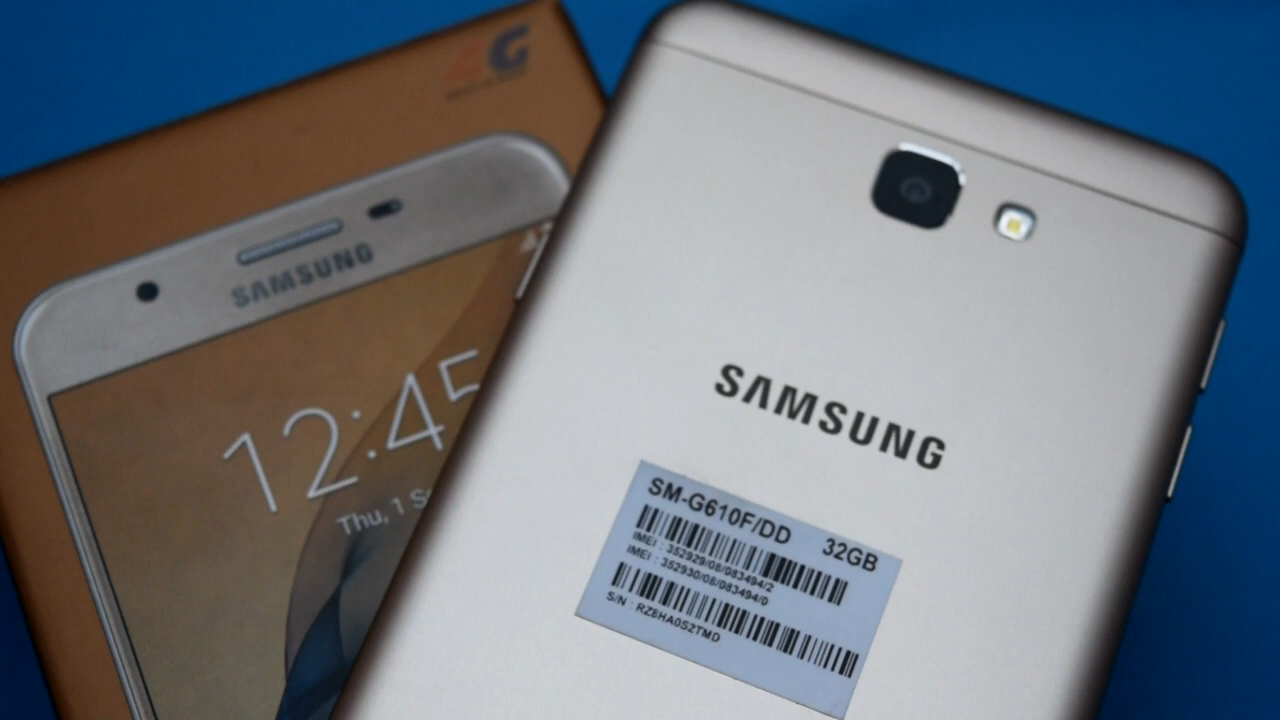 SAMSUNG
12:45
Thu, 1 S
SAMSUNG
SM-G610F/DD 32GB
IMEI : 352929/08/083494/2
IMEI : 352930/08/083494/0
S/N : RZ8HA0S2TMD